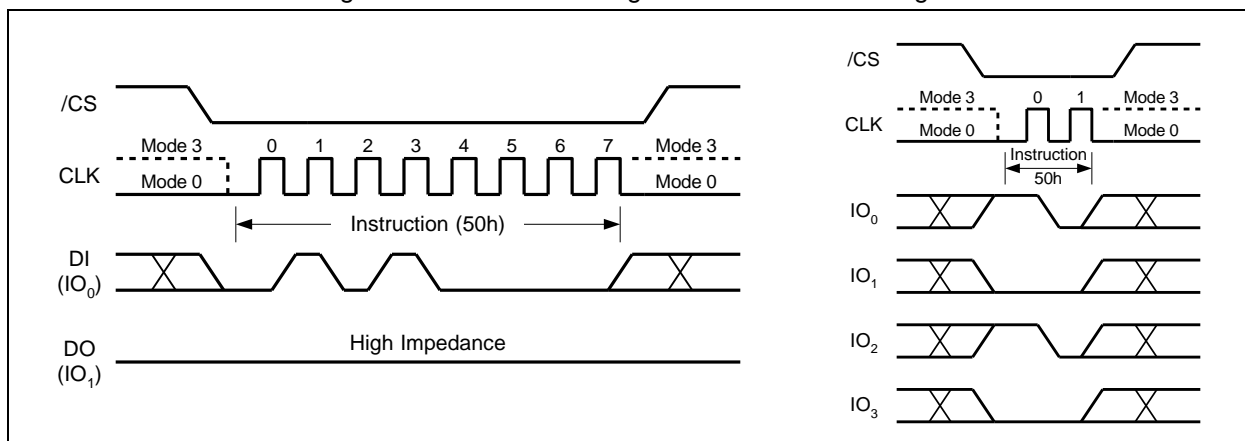 /CS
Mode 3
0 1 2 3 4 5 6 7
Mode 3
CLK
Mode 0
Mode 0
Instruction (50h)
DI
(IO0)
High Impedance
DO
(IO1)
/CS
Mode 3
0 1
Mode 3
CLK
Mode 0
Mode 0
Instruction
50h
IO0
IO1
IO2
IO3